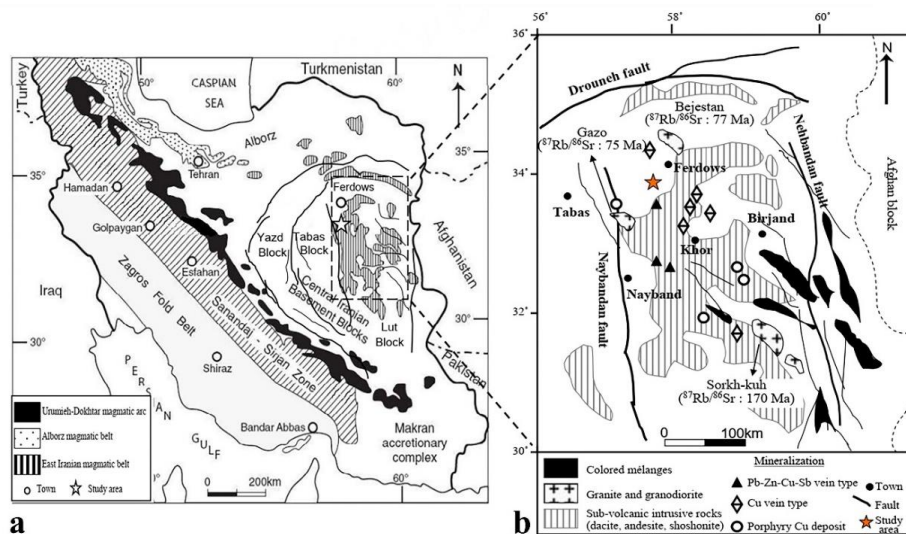 Turkey
50
CASPIAN
SEA
Turkmenistan
60
N
Alborz
35
Tehran
35
Hamadan
Ferdows
Golpaygan
Yazd
Block
Tabas
Block
Esfahan
Afghanistan
Iraq
Central Iranian
Basement Blocks
Zagros Fold Belt
Sanandaj - Sirjan Zone
30
Lut
Block
30
Shiraz
Pakistan
PERSIAN
GULF
Bandar Abbas
Makran
accretionary
complex
Urumieh-Dokhtar magmatic arc
Alborz magmatic belt
East Iranian magmatic belt
Town
Study area
0 200km
60
a
56°
58°
60°
b
36°
N
Drouneh fault
Bejestan
(⁸⁷Rb/⁸⁶Sr : 77 Ma)
Gazo
(⁸⁷Rb/⁸⁶Sr : 75 Ma)
Ferdows
Nehbandan fault
Afghan block
34°
Tabas
Birjand
Khor
Nayband
Naybandan fault
32°
Sorkh-kuh
(⁸⁷Rb/⁸⁶Sr : 170 Ma)
0 100km
30°
Colored mélanges
Granite and granodiorite
Sub-volcanic intrusive rocks
(dacite, andesite, shoshonite)
Mineralization
Pb-Zn-Cu-Sb vein type
Cu vein type
Porphyry Cu deposit
Town
Fault
Study
area